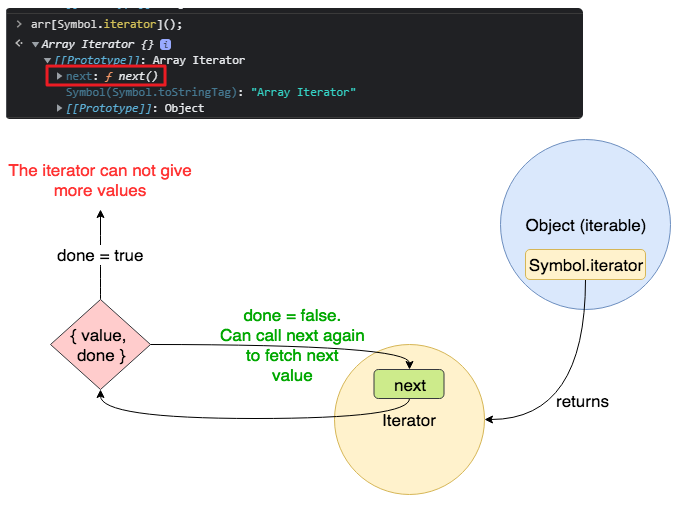 > arr[Symbol.iterator]();
Array Iterator {} i
[[Prototype]]: Array Iterator
next: ƒ next()
Symbol(Symbol.toStringTag): "Array Iterator"
[[Prototype]]: Object
The iterator can not give
more values
done = true
{ value,
done }
done = false.
Can call next again
to fetch next
value
next
Iterator
Object (iterable)
Symbol.iterator
returns